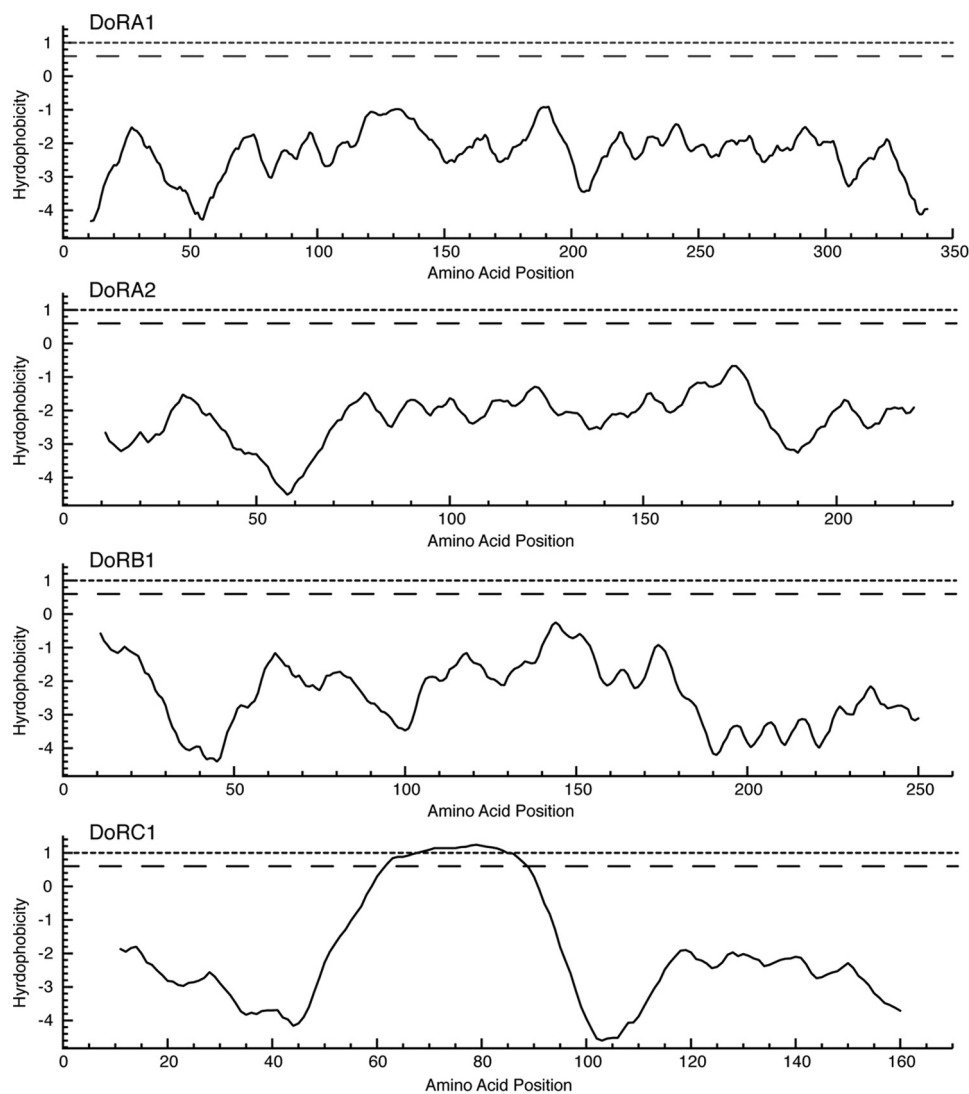 DoRA1
Hyrdophobicity
1
0
-1
-2
-3
-4
0 50 100 150 200 250 300 350
Amino Acid Position
DoRA2
Hyrdophobicity
1
0
-1
-2
-3
-4
0 50 100 150 200
Amino Acid Position
DoRB1
Hyrdophobicity
1
0
-1
-2
-3
-4
0 50 100 150 200 250
Amino Acid Position
DoRC1
Hyrdophobicity
1
0
-1
-2
-3
-4
0 20 40 60 80 100 120 140 160
Amino Acid Position